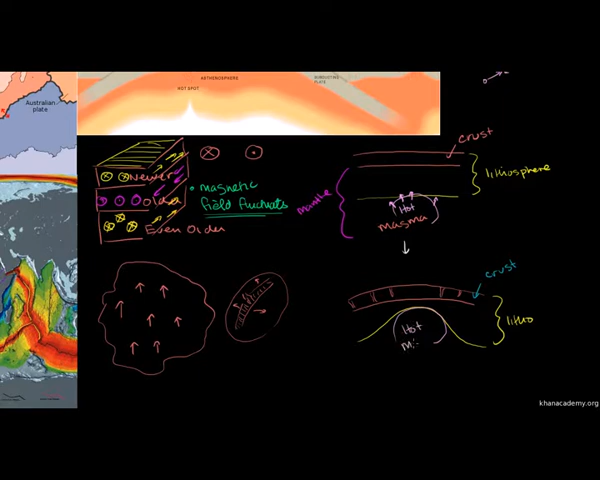 ASTHENOSPHERE
SUBDUCTING
PLATE
HOT SPOT
Australian
plate
Newer
Older
Even Older
magnetic
field fluctuates
crust
lithosphere
mantle
Hot
magma
crust
litho
Hot
khanacademy.org